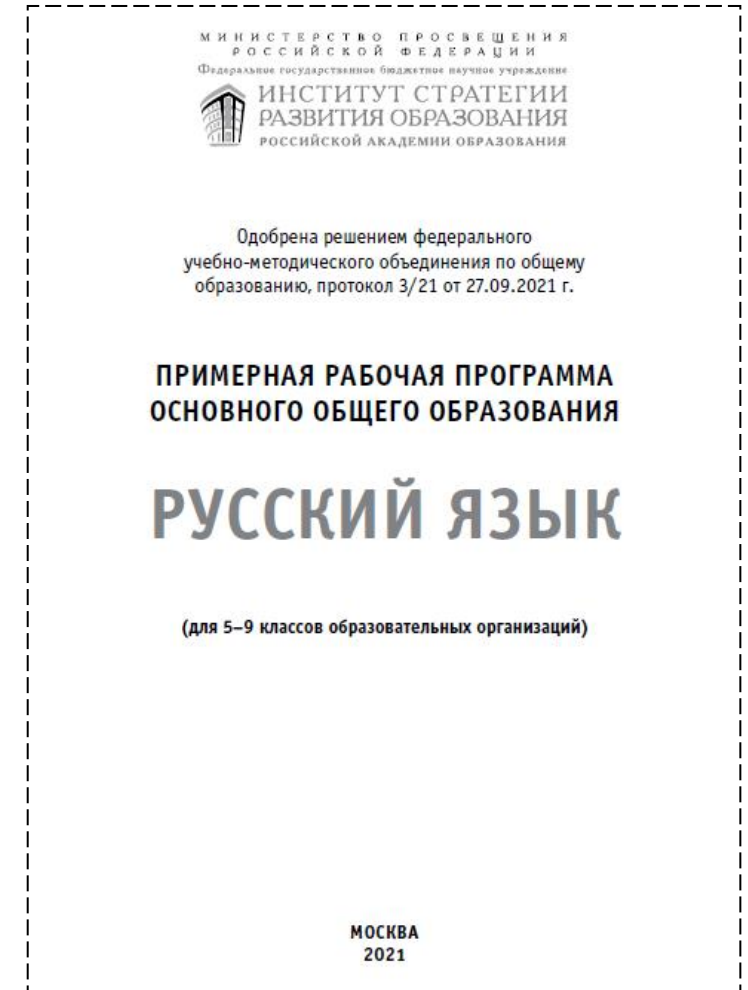 МИНИСТЕРСТВО ПРОСВЕЩЕНИЯ
РОССИЙСКОЙ ФЕДЕРАЦИИ
Федеральное государственное бюджетное научное учреждение
ИНСТИТУТ СТРАТЕГИИ
РАЗВИТИЯ ОБРАЗОВАНИЯ
РОССИЙСКОЙ АКАДЕМИИ ОБРАЗОВАНИЯ
Одобрена решением федерального
учебно-методического объединения по общему
образованию, протокол 3/21 от 27.09.2021 г.
ПРИМЕРНАЯ РАБОЧАЯ ПРОГРАММА
ОСНОВНОГО ОБЩЕГО ОБРАЗОВАНИЯ
РУССКИЙ ЯЗЫК
(для 5–9 классов образовательных организаций)
МОСКВА
2021